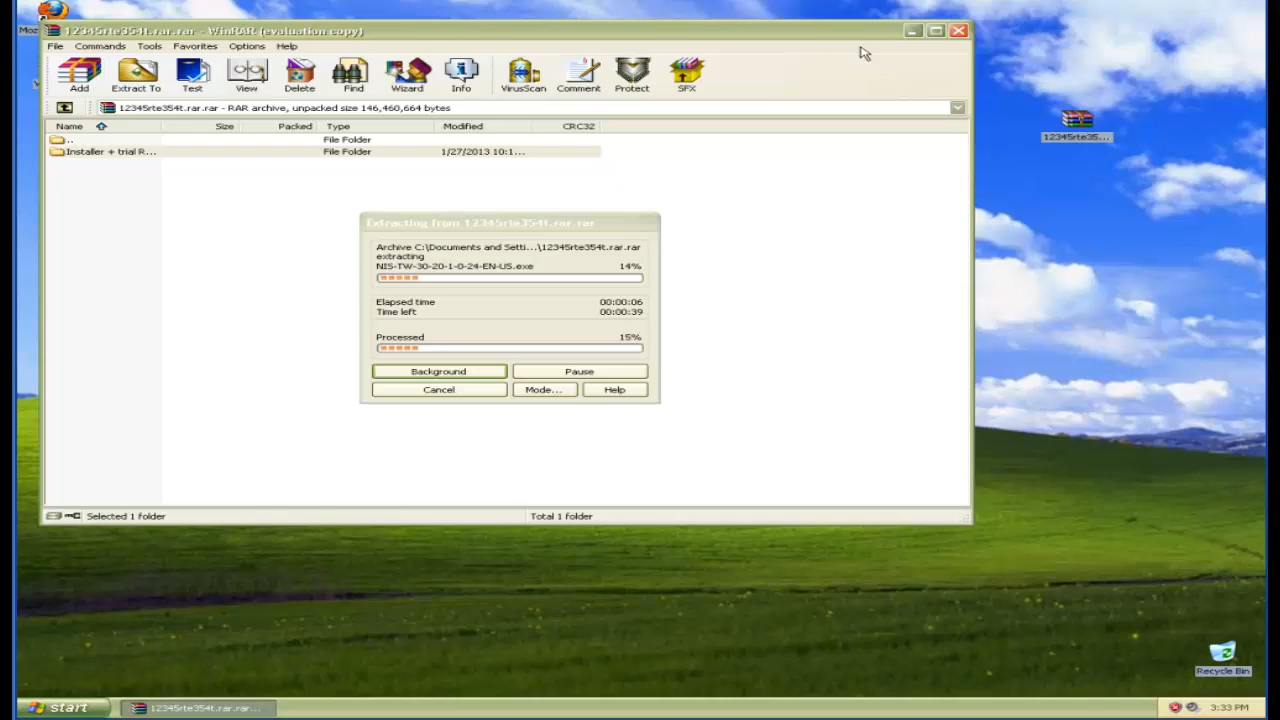 Moz
12345rte354t.rar.rar - WinRAR (evaluation copy)
File Commands Tools Favorites Options Help
Add Extract To Test View Delete Find Wizard Info VirusScan Comment Protect SFX
12345rte354t.rar.rar - RAR archive, unpacked size 146,460,664 bytes
Name Size Packed Type Modified CRC32
.. File Folder
Installer + trial R... File Folder 1/27/2013 10:1...
12345rte35...
Extracting from 12345rte354t.rar.rar
Archive C:\Documents and Setti...\12345rte354t.rar.rar
extracting
NIS-TW-30-20-1-0-24-EN-US.exe 14%
Elapsed time 00:00:06
Time left 00:00:39
Processed 15%
Background Pause
Cancel Mode... Help
Selected 1 folder Total 1 folder
Recycle Bin
start 12345rte354t.rar.rar... 3:33 PM